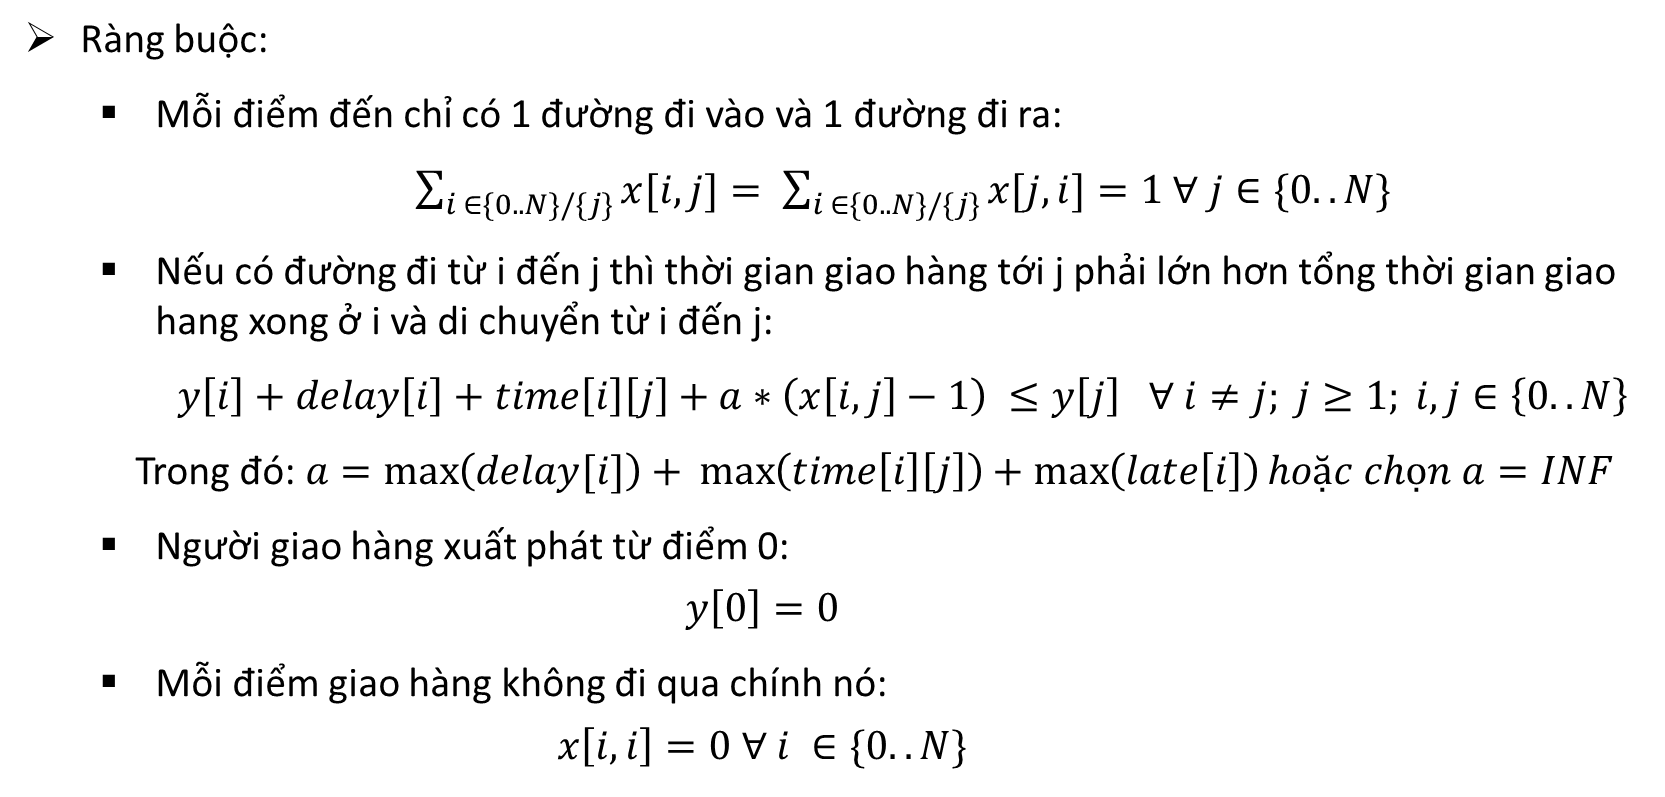 ➢ Ràng buộc:
▪ Mỗi điểm đến chỉ có 1 đường đi vào và 1 đường đi ra:
∑_{i ∈{0..N}/{j}} x[i,j] = ∑_{i ∈{0..N}/{j}} x[j,i] = 1 ∀ j ∈ {0..N}
▪ Nếu có đường đi từ i đến j thì thời gian giao hàng tới j phải lớn hơn tổng thời gian giao
hang xong ở i và di chuyển từ i đến j:
y[i] + delay[i] + time[i][j] + a ∗ (x[i,j] − 1) ≤ y[j] ∀ i ≠ j; j ≥ 1; i,j ∈ {0..N}
Trong đó: a = max(delay[i]) + max(time[i][j]) + max(late[i]) hoặc chọn a = INF
▪ Người giao hàng xuất phát từ điểm 0:
y[0] = 0
▪ Mỗi điểm giao hàng không đi qua chính nó:
x[i,i] = 0 ∀ i ∈ {0..N}